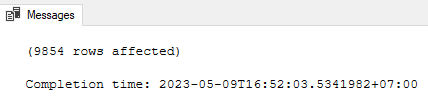 Messages
(9854 rows affected)
Completion time: 2023-05-09T16:52:03.5341982+07:00